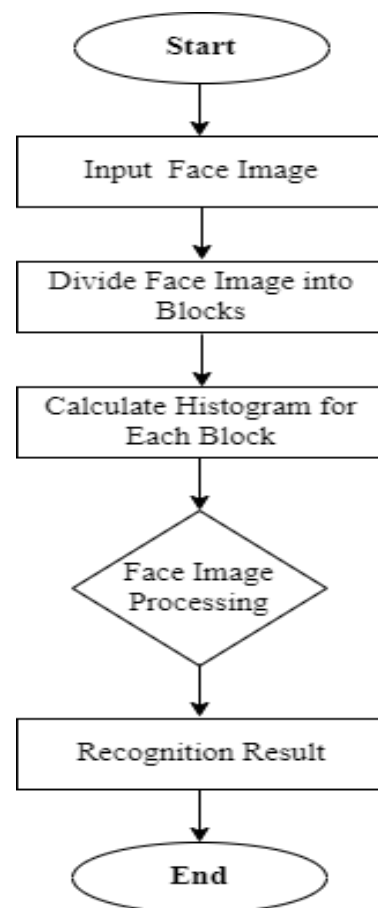 Start
Input Face Image
Divide Face Image into
Blocks
Calculate Histogram for
Each Block
Face Image
Processing
Recognition Result
End